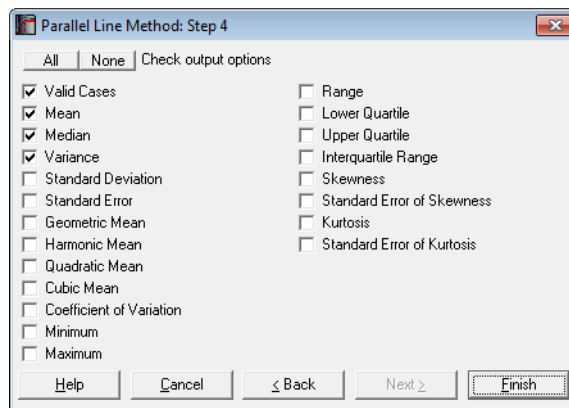 Parallel Line Method: Step 4
All None Check output options
Valid Cases
Mean
Median
Variance
Standard Deviation
Standard Error
Geometric Mean
Harmonic Mean
Quadratic Mean
Cubic Mean
Coefficient of Variation
Minimum
Maximum
Range
Lower Quartile
Upper Quartile
Interquartile Range
Skewness
Standard Error of Skewness
Kurtosis
Standard Error of Kurtosis
Help Cancel < Back Next > Finish